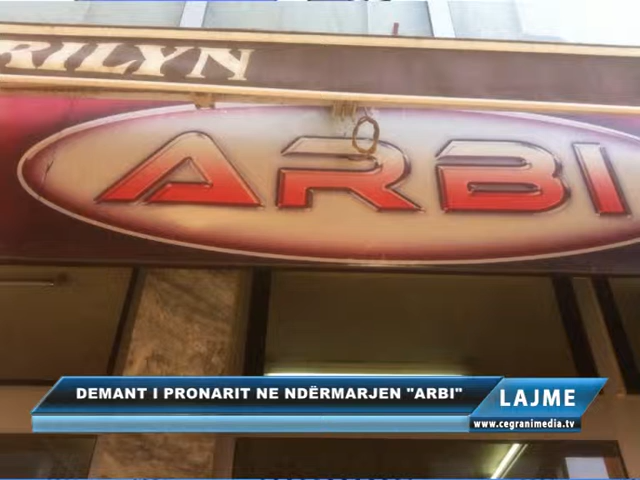 RILYN
ARBI
DEMANT I PRONARIT NE NDËRMARJEN "ARBI"
LAJME
www.cegranimedia.tv